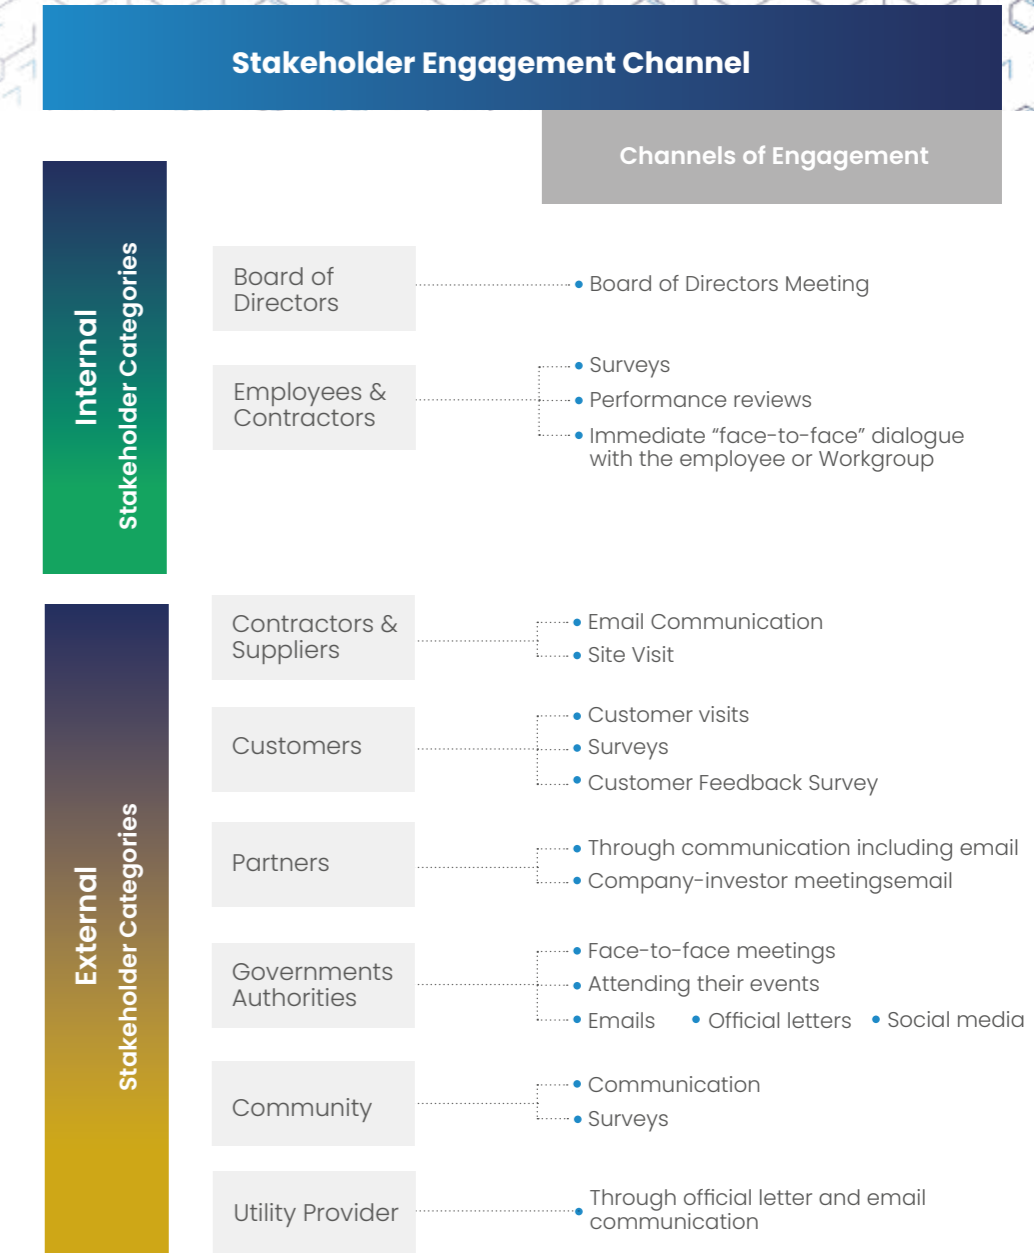 Stakeholder Engagement Channel
Channels of Engagement
Internal
Stakeholder Categories
Board of
Directors
• Board of Directors Meeting
Employees &
Contractors
• Surveys
• Performance reviews
• Immediate “face-to-face” dialogue
with the employee or Workgroup
External
Stakeholder Categories
Contractors &
Suppliers
• Email Communication
• Site Visit
Customers
• Customer visits
• Surveys
• Customer Feedback Survey
Partners
• Through communication including email
• Company-investor meetingsemail
Governments
Authorities
• Face-to-face meetings
• Attending their events
• Emails • Official letters • Social media
Community
• Communication
• Surveys
Utility Provider
• Through official letter and email
communication